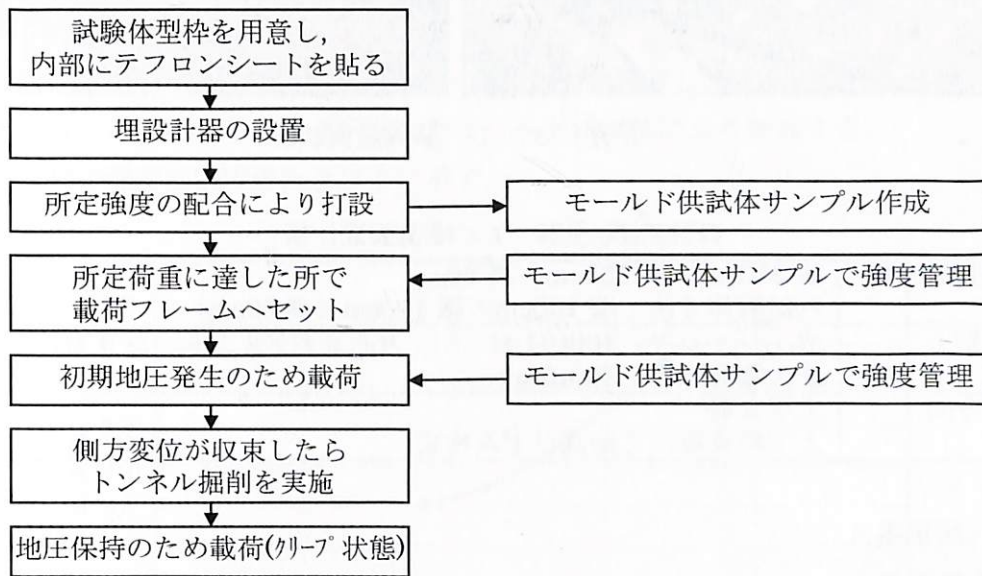 試験体型枠を用意し，
内部にテフロンシートを貼る
埋設計器の設置
所定強度の配合により打設
モールド供試体サンプル作成
所定荷重に達した所で
載荷フレームへセット
モールド供試体サンプルで強度管理
初期地圧発生のため載荷
モールド供試体サンプルで強度管理
側方変位が収束したら
トンネル掘削を実施
地圧保持のため載荷(ｸﾘｰﾌﾟ状態)